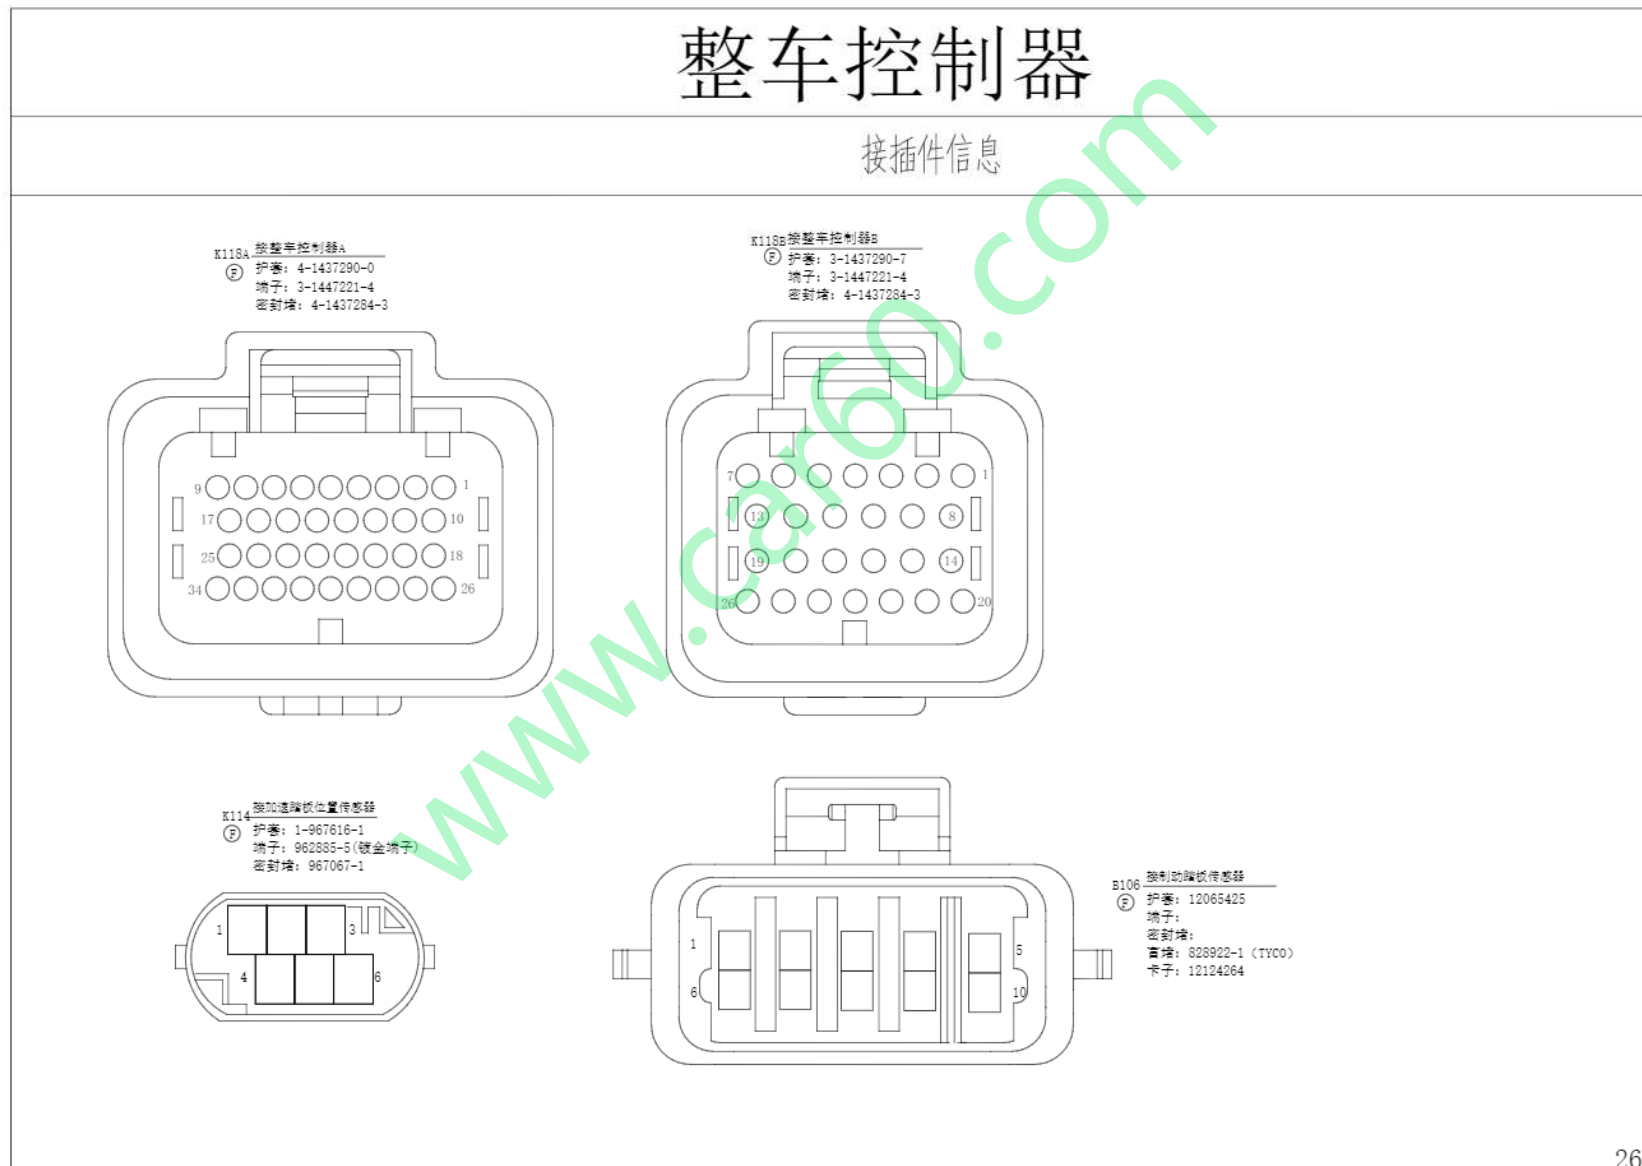 整车控制器
接插件信息
K118A 接整车控制器A
F 护套: 4-1437290-0
端子: 3-1447221-4
密封堵: 4-1437284-3
K118B 接整车控制器B
F 护套: 3-1437290-7
端子: 3-1447221-4
密封堵: 4-1437284-3
9 1
17 10
25 18
34 26
7 1
13 8
19 14
26 20
K114 接加速踏板位置传感器
F 护套: 1-967616-1
端子: 962885-5(镀金端子)
密封堵: 967067-1
1 3
4 6
B106 接制动踏板传感器
F 护套: 12065425
端子:
密封堵:
盲堵: 828922-1 (TYCO)
卡子: 12124264
1 5
6 10
www.car60.com
26